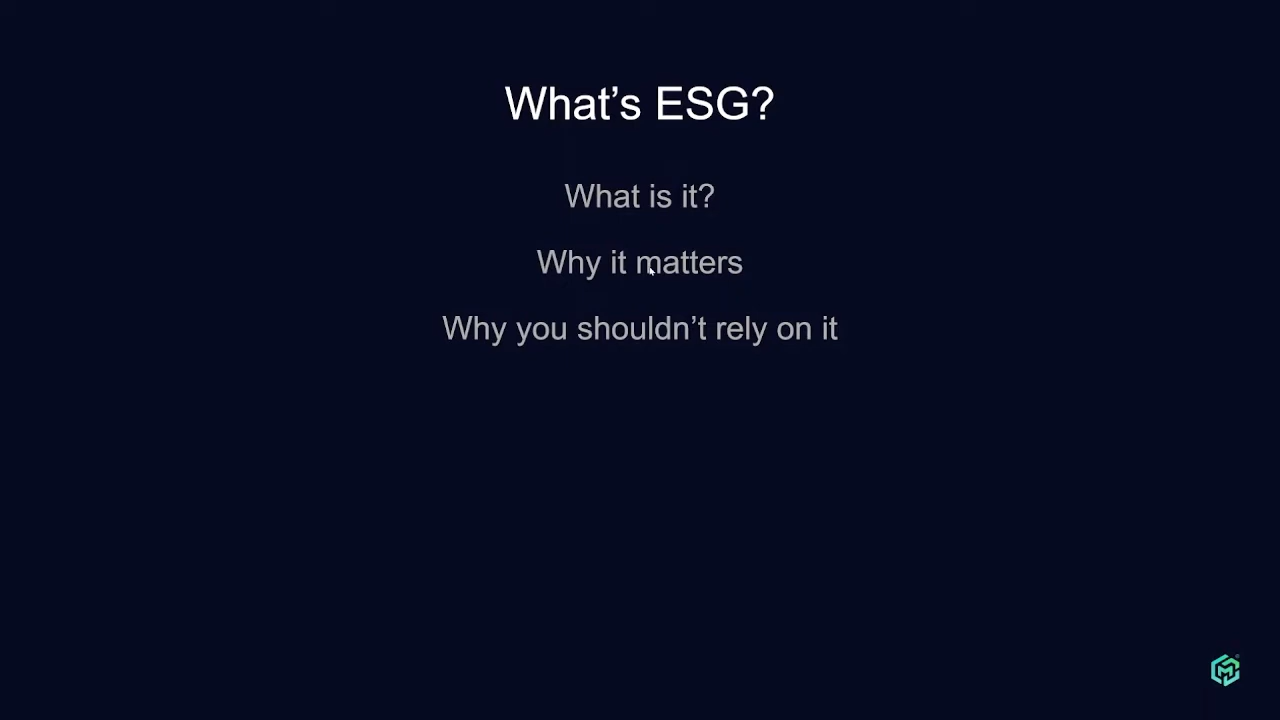 What’s ESG?
What is it?
Why it matters
Why you shouldn’t rely on it